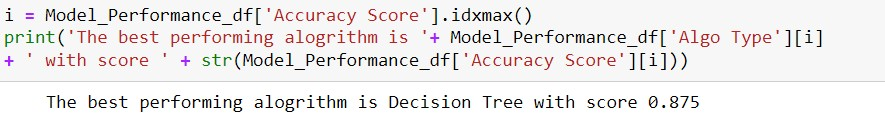 i = Model_Performance_df['Accuracy Score'].idxmax()
print('The best performing alogrithm is '+ Model_Performance_df['Algo Type'][i]
+ ' with score ' + str(Model_Performance_df['Accuracy Score'][i]))
The best performing alogrithm is Decision Tree with score 0.875